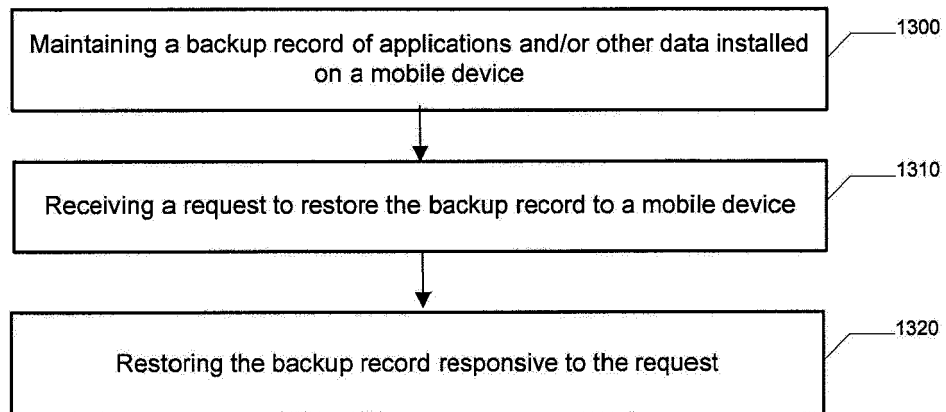 Maintaining a backup record of applications and/or other data installed
on a mobile device
1300
Receiving a request to restore the backup record to a mobile device
1310
Restoring the backup record responsive to the request
1320